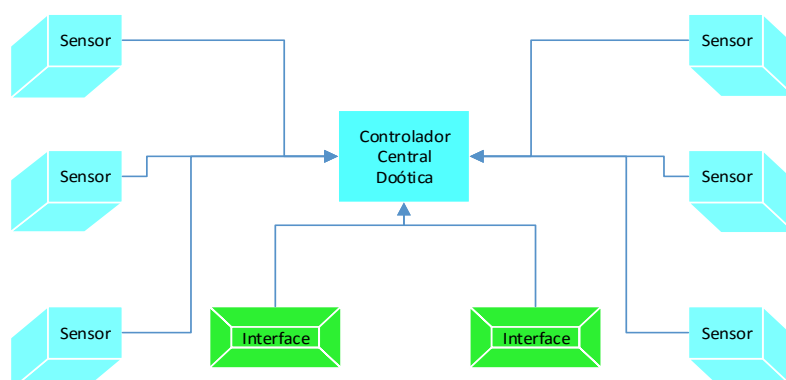 Sensor
Sensor
Controlador
Central
Doótica
Sensor
Sensor
Sensor
Interface
Interface
Sensor